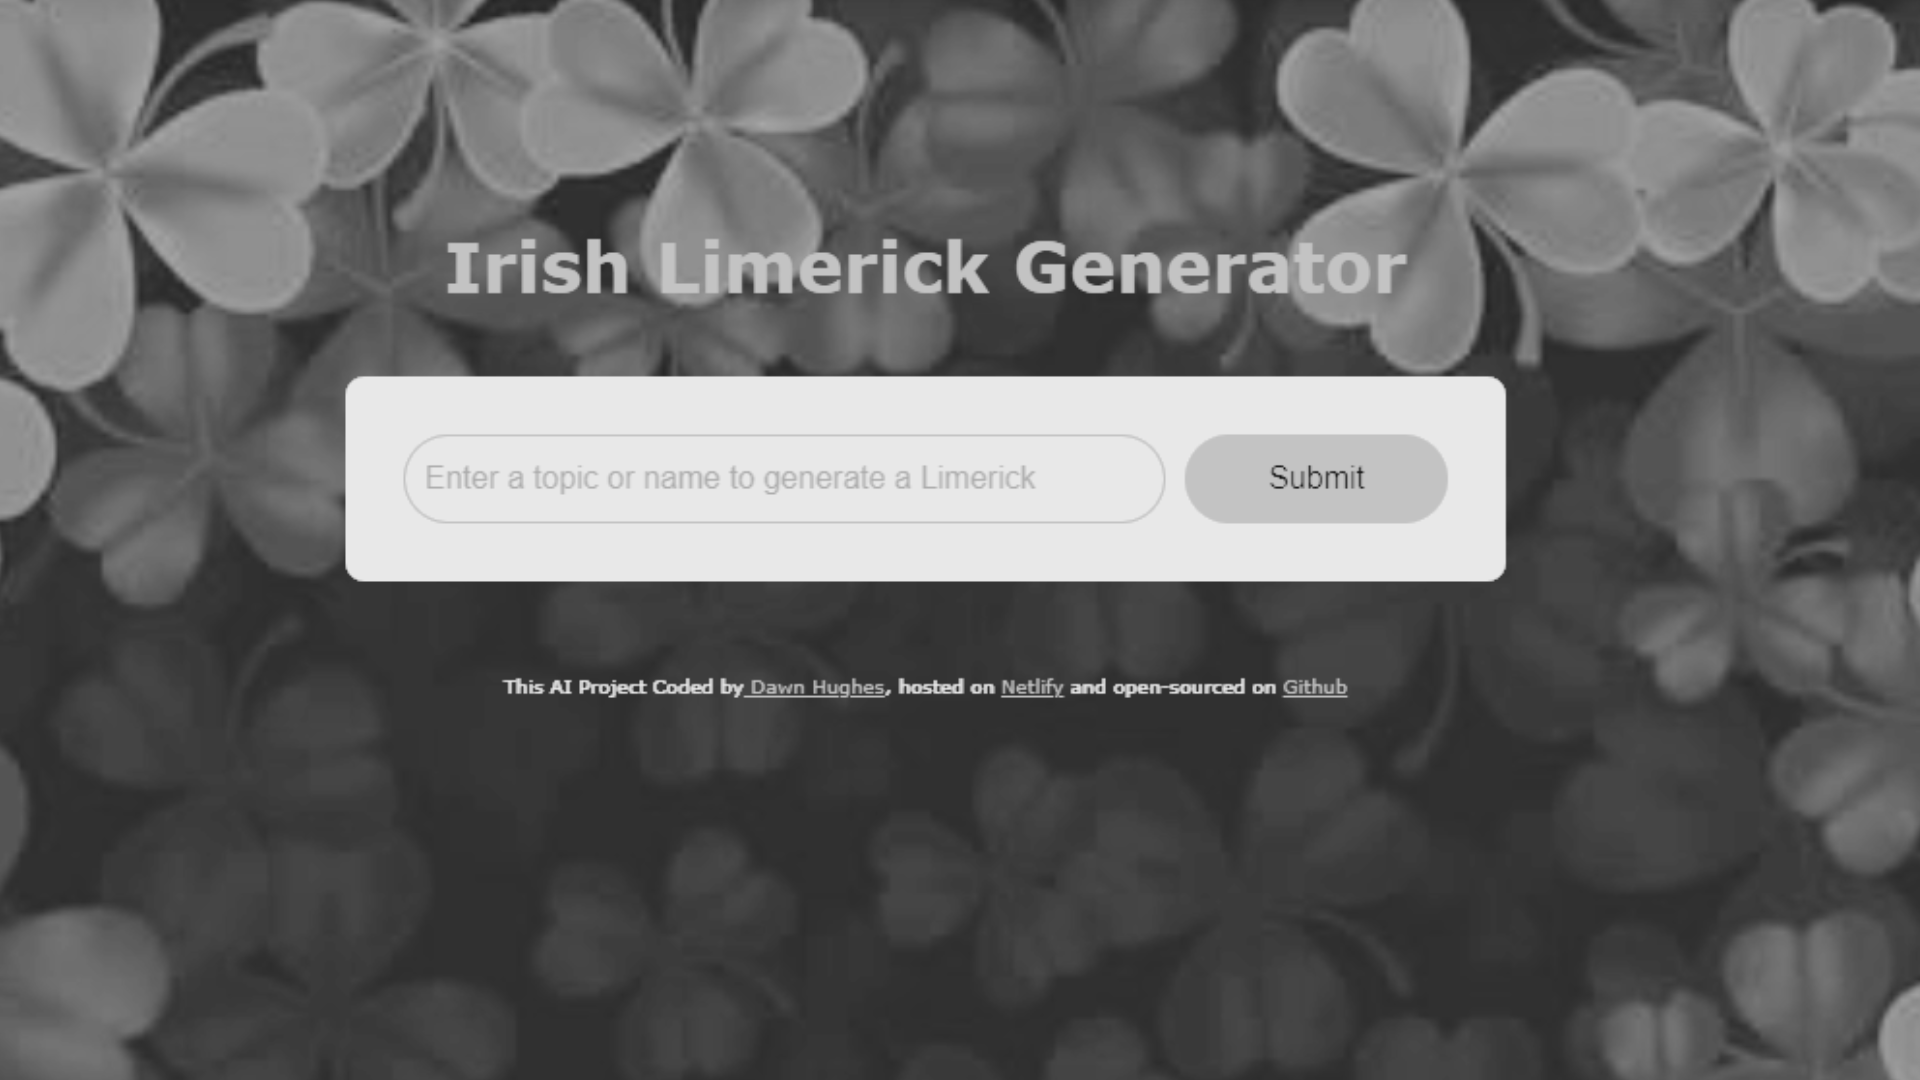 Irish Limerick Generator
Enter a topic or name to generate a Limerick
Submit
This AI Project Coded by Dawn Hughes, hosted on Netlify and open-sourced on Github